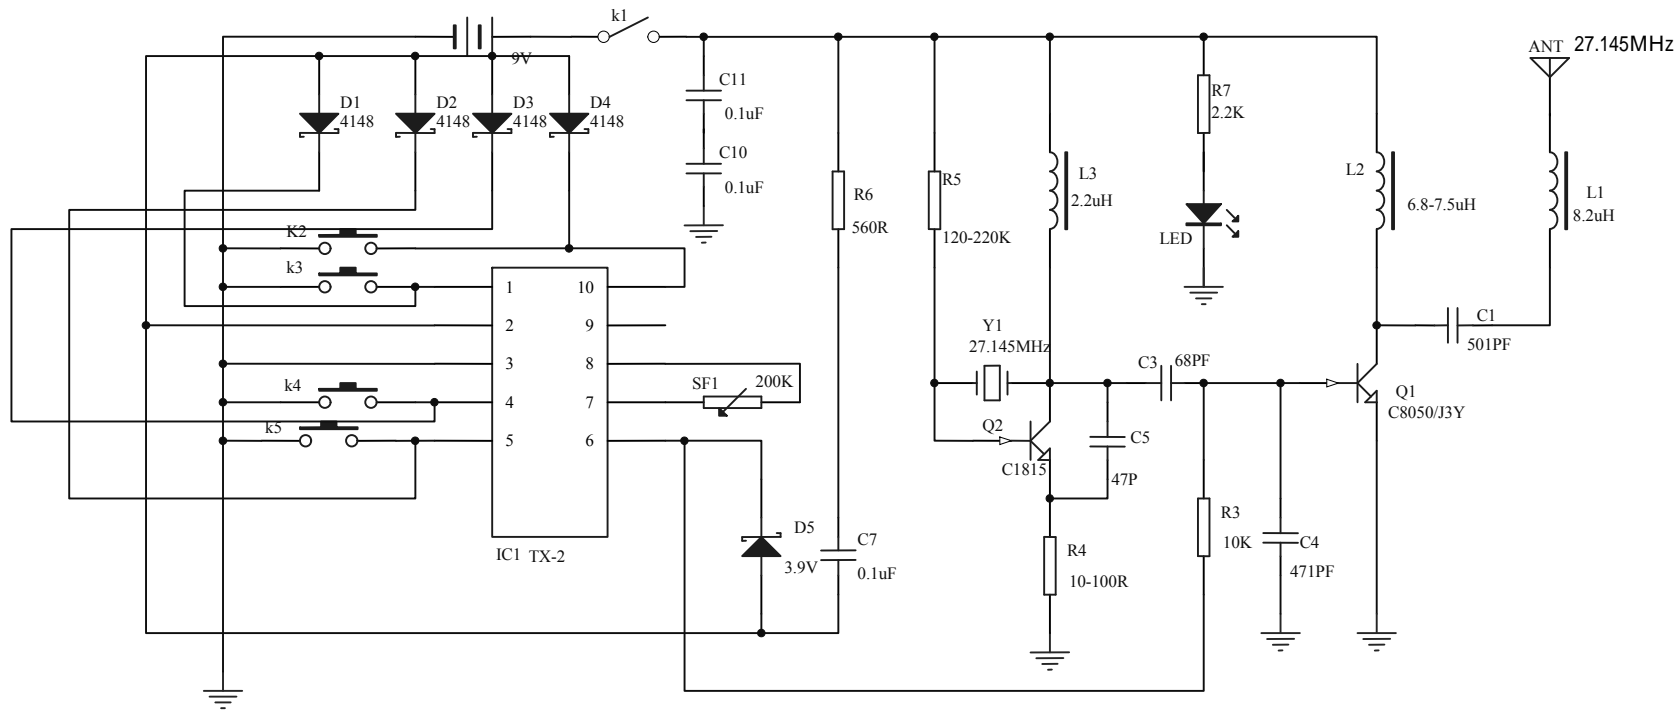 k1
ANT 27.145MHz
9V
C11
0.1uF
R7
2.2K
D1
4148
D2
4148
D3
4148
D4
4148
C10
0.1uF
R6
560R
R5
120-220K
L3
2.2uH
L2
6.8-7.5uH
L1
8.2uH
LED
K2
k3
1
10
2
9
3
8
4
7
5
6
k4
k5
SF1
200K
Y1
27.145MHz
C3
68PF
C1
501PF
Q1
C8050/J3Y
Q2
C1815
C5
47P
IC1 TX-2
D5
3.9V
C7
0.1uF
R4
10-100R
R3
10K
C4
471PF